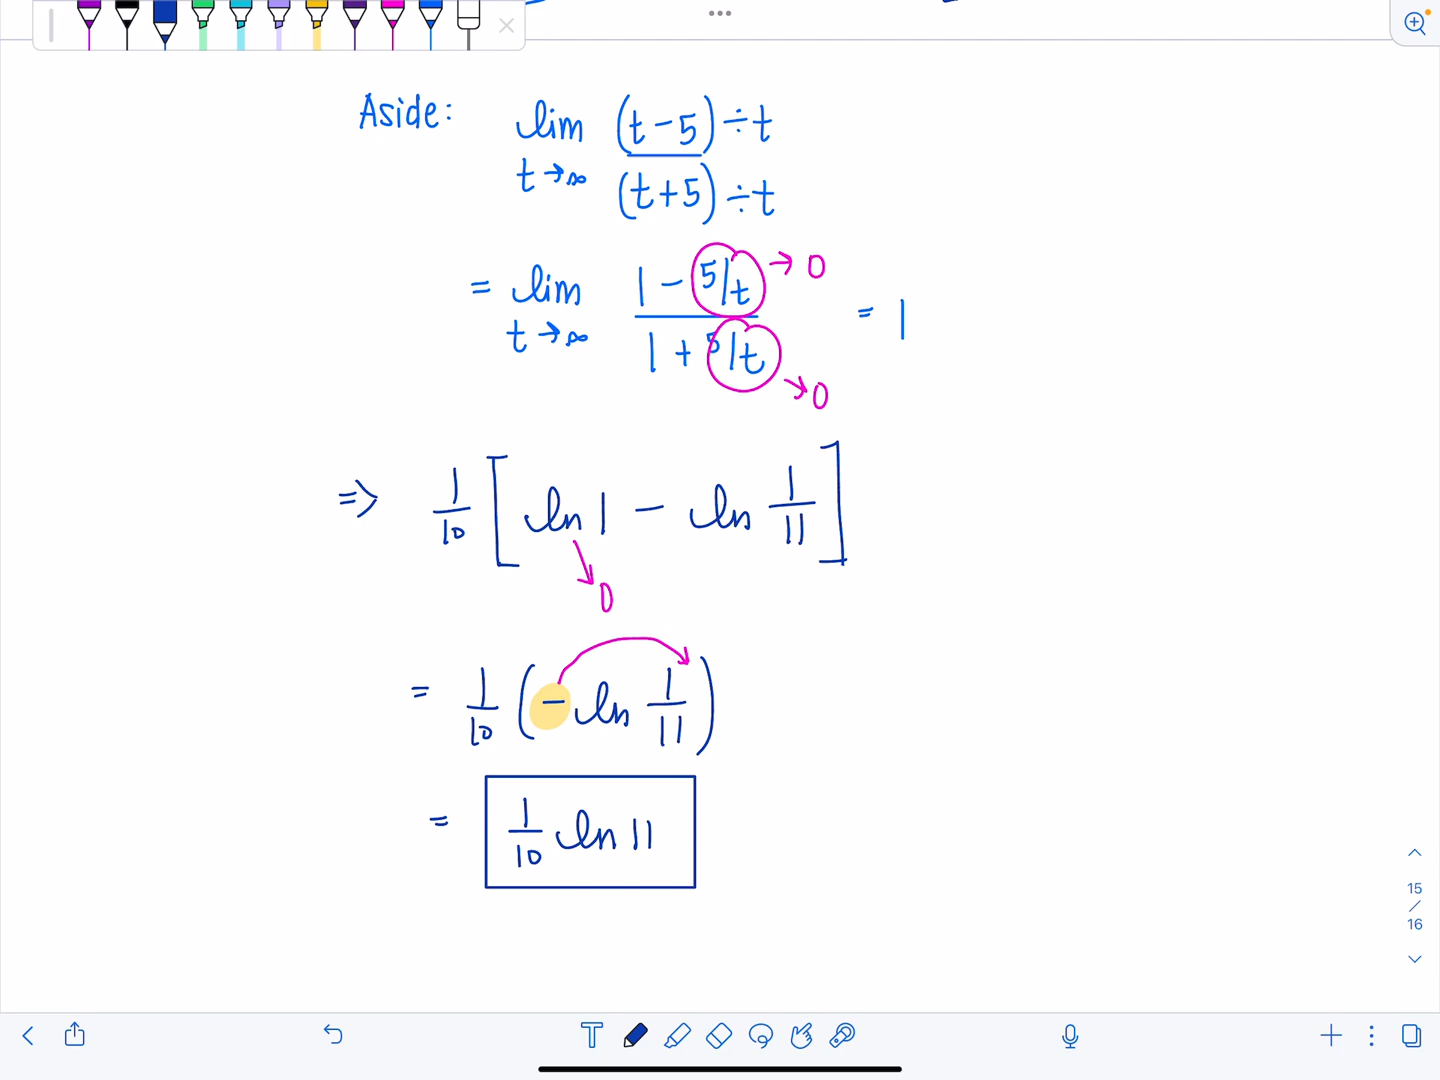 Aside: lim t→∞ (t-5)÷t / (t+5)÷t
= lim t→∞ 1 - 5/t → 0 / 1 + 5/t → 0 = 1
⇒ 1/10 [ ln 1 - ln 1/11 ]
0
= 1/10 (- ln 1/11)
= 1/10 ln 11
15
/
16
T